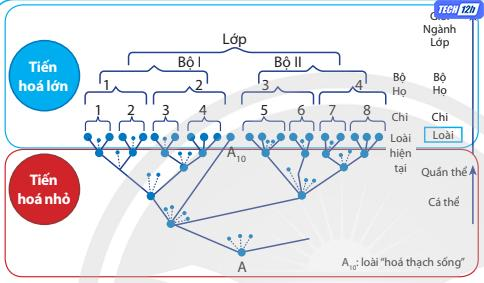 TECH 12h
Giới
Ngành
Lớp
Lớp
Bộ I
Bộ II
Tiến
hoá lớn
1
2
3
4
Bộ
Họ
Bộ
Họ
1
2
3
4
5
6
7
8
Chi
Chi
Loài
hiện
tại
Loài
A10
Tiến
hoá nhỏ
Quần thể
Cá thể
A
A10: loài "hoá thạch sống"